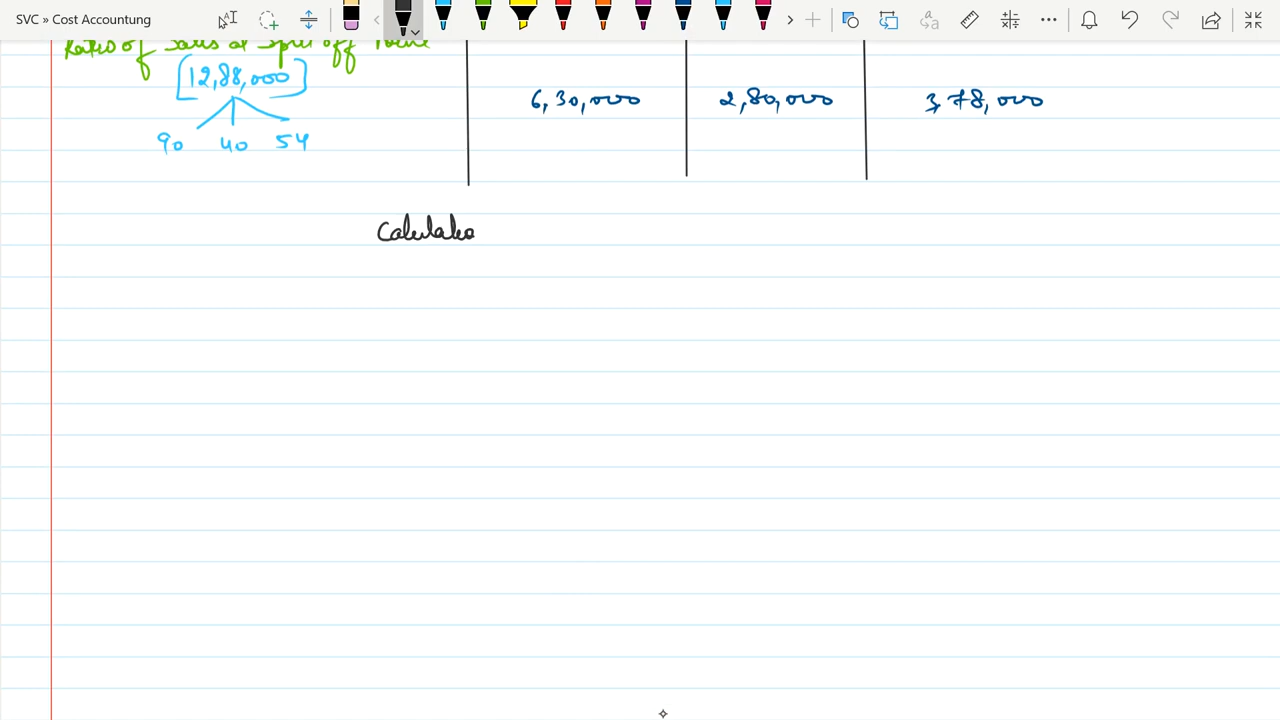 SVC » Cost Accountung
Ratio of Sales at Split off Point
[12,88,000]
6,30,000 2,80,000 3,78,000
90 40 54
Calculatio